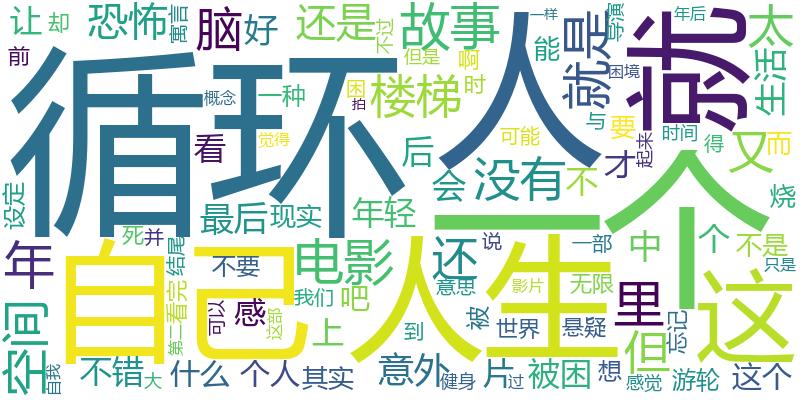 让
却
恐怖
寓言
脑
好
还是
不过
故事
但是
啊
一样
能
就是
导演
困境
就
年后
太
生活
前
循环
概念
一种
困
拍
楼梯
时
人
与
要
时间
得
又
而
看
觉得
后
可能
才
起来
设定
最后
现实
年轻
会
没有
不
一个
烧
年
死
并
结尾
不要
自己
电影
还
说
一部
中
个
不是
只是
我们
吧
人生
意思
影片
无限
里
这
空间
第二
看完
可以
感
这部
上
到
被
世界
悬疑
但
忘记
自我
不错
大
什么
个人
其实
意外
健身
片
过
被困
想
感觉
游轮
这个